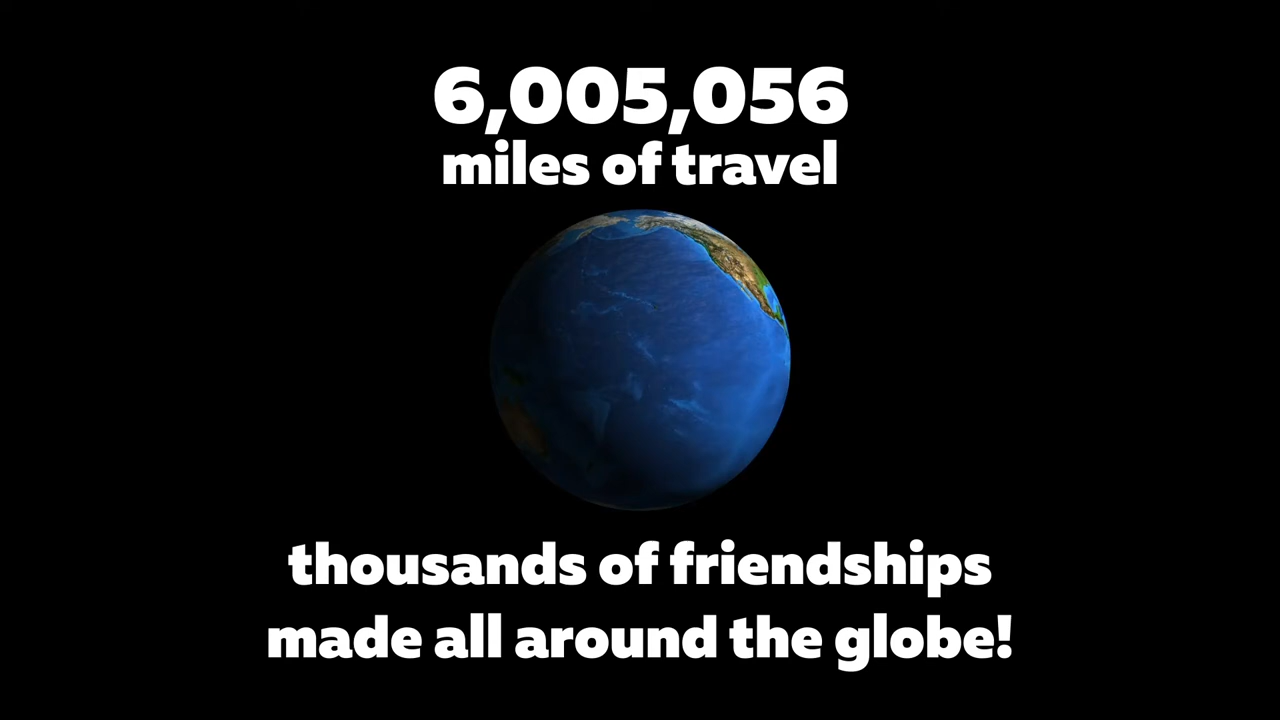 6,005,056
miles of travel
thousands of friendships
made all around the globe!